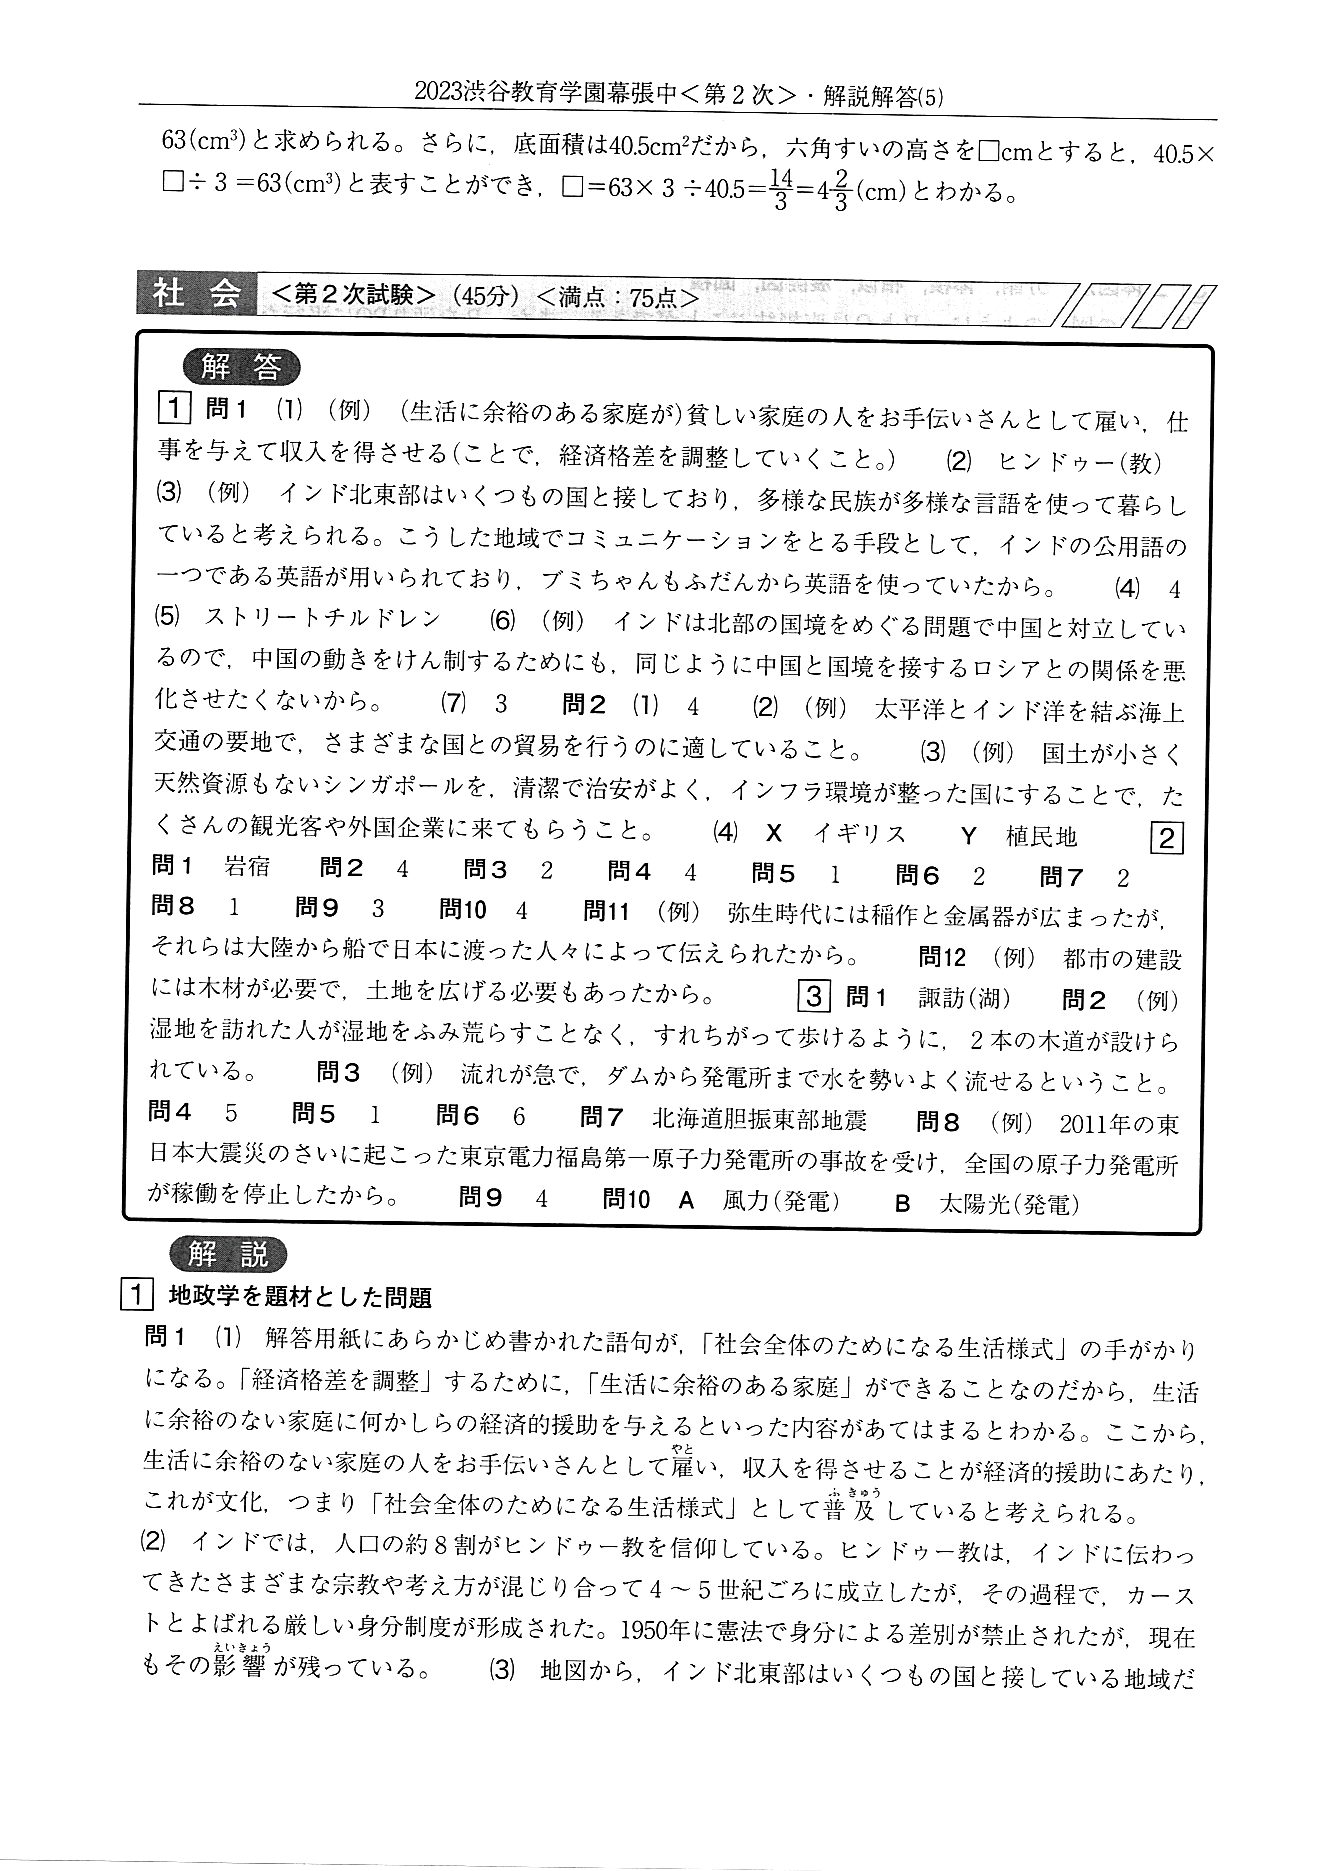 2023渋谷教育学園幕張中＜第２次＞・解説解答(5)
63(cm³)と求められる。さらに，底面積は40.5cm²だから，六角すいの高さを□cmとすると，40.5×
□÷３＝63(cm³)と表すことができ，□＝63×３÷40.5＝14/3＝4 2/3(cm)とわかる。
社会 ＜第２次試験＞（45分）＜満点：75点＞
解答
1 問１ (1) （例）（生活に余裕のある家庭が）貧しい家庭の人をお手伝いさんとして雇い，仕
事を与えて収入を得させる（ことで，経済格差を調整していくこと。） (2) ヒンドゥー（教）
(3) （例） インド北東部はいくつもの国と接しており，多様な民族が多様な言語を使って暮らし
ていると考えられる。こうした地域でコミュニケーションをとる手段として，インドの公用語の
一つである英語が用いられており，ブミちゃんもふだんから英語を使っていたから。 (4) 4
(5) ストリートチルドレン (6) （例） インドは北部の国境をめぐる問題で中国と対立してい
るので，中国の動きをけん制するためにも，同じように中国と国境を接するロシアとの関係を悪
化させたくないから。 (7) 3 問２ (1) 4 (2) （例） 太平洋とインド洋を結ぶ海上
交通の要地で，さまざまな国との貿易を行うのに適していること。 (3) （例） 国土が小さく
天然資源もないシンガポールを，清潔で治安がよく，インフラ環境が整った国にすることで，た
くさんの観光客や外国企業に来てもらうこと。 (4) X イギリス Y 植民地 2
問１ 岩宿 問２ 4 問３ 2 問４ 4 問５ 1 問６ 2 問７ 2
問８ 1 問９ 3 問10 4 問11 （例） 弥生時代には稲作と金属器が広まったが，
それらは大陸から船で日本に渡った人々によって伝えられたから。 問12 （例） 都市の建設
には木材が必要で，土地を広げる必要もあったから。 3 問１ 諏訪（湖） 問２ （例）
湿地を訪れた人が湿地をふみ荒らすことなく，すれちがって歩けるように，２本の木道が設けら
れている。 問３ （例） 流れが急で，ダムから発電所まで水を勢いよく流せるということ。
問４ 5 問５ 1 問６ 6 問７ 北海道胆振東部地震 問８ （例） 2011年の東
日本大震災のさいに起こった東京電力福島第一原子力発電所の事故を受け，全国の原子力発電所
が稼働を停止したから。 問９ 4 問10 A 風力（発電） B 太陽光（発電）
解説
1 地政学を題材とした問題
問１ (1) 解答用紙にあらかじめ書かれた語句が，「社会全体のためになる生活様式」の手がかり
になる。「経済格差を調整」するために，「生活に余裕のある家庭」ができることなのだから，生活
に余裕のない家庭に何かしらの経済的援助を与えるといった内容があてはまるとわかる。ここから，
生活に余裕のない家庭の人をお手伝いさんとして雇（やと）い，収入を得させることが経済的援助にあたり，
これが文化，つまり「社会全体のためになる生活様式」として普及（ふきゅう）していると考えられる。
(2) インドでは，人口の約８割がヒンドゥー教を信仰している。ヒンドゥー教は，インドに伝わっ
てきたさまざまな宗教や考え方が混じり合って４～５世紀ごろに成立したが，その過程で，カース
トとよばれる厳しい身分制度が形成された。1950年に憲法で身分による差別が禁止されたが，現在
もその影響（えいきょう）が残っている。 (3) 地図から，インド北東部はいくつもの国と接している地域だ